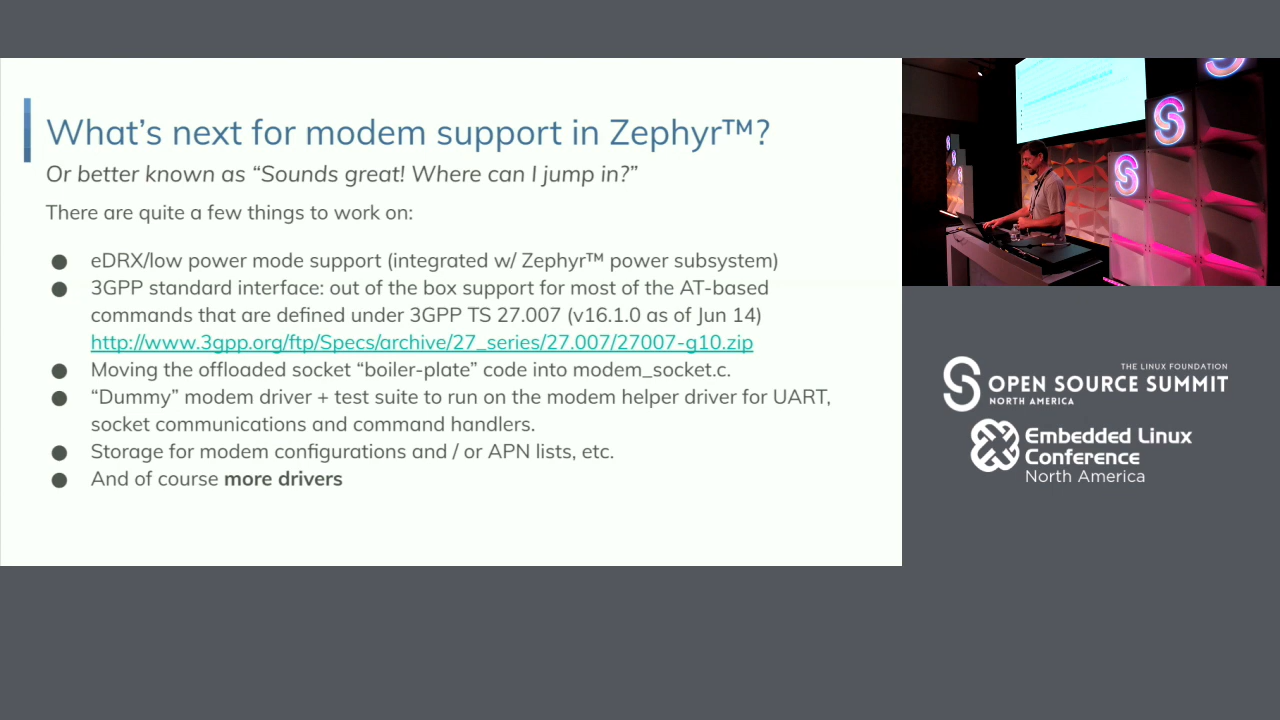 What's next for modem support in Zephyr™?
Or better known as “Sounds great! Where can I jump in?”
There are quite a few things to work on:
● eDRX/low power mode support (integrated w/ Zephyr™ power subsystem)
● 3GPP standard interface: out of the box support for most of the AT-based
commands that are defined under 3GPP TS 27.007 (v16.1.0 as of Jun 14)
http://www.3gpp.org/ftp/Specs/archive/27_series/27.007/27007-g10.zip
● Moving the offloaded socket “boiler-plate” code into modem_socket.c.
● “Dummy” modem driver + test suite to run on the modem helper driver for UART,
socket communications and command handlers.
● Storage for modem configurations and / or APN lists, etc.
● And of course more drivers
THE LINUX FOUNDATION
OPEN SOURCE SUMMIT
NORTH AMERICA
Embedded Linux
Conference
North America